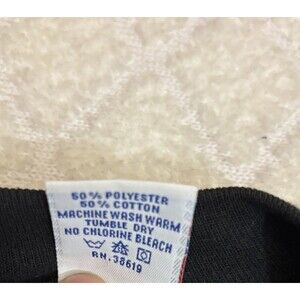 50% POLYESTER
50% COTTON
MACHINE WASH WARM
TUMBLE DRY
NO CHLORINE BLEACH
RN. 38619